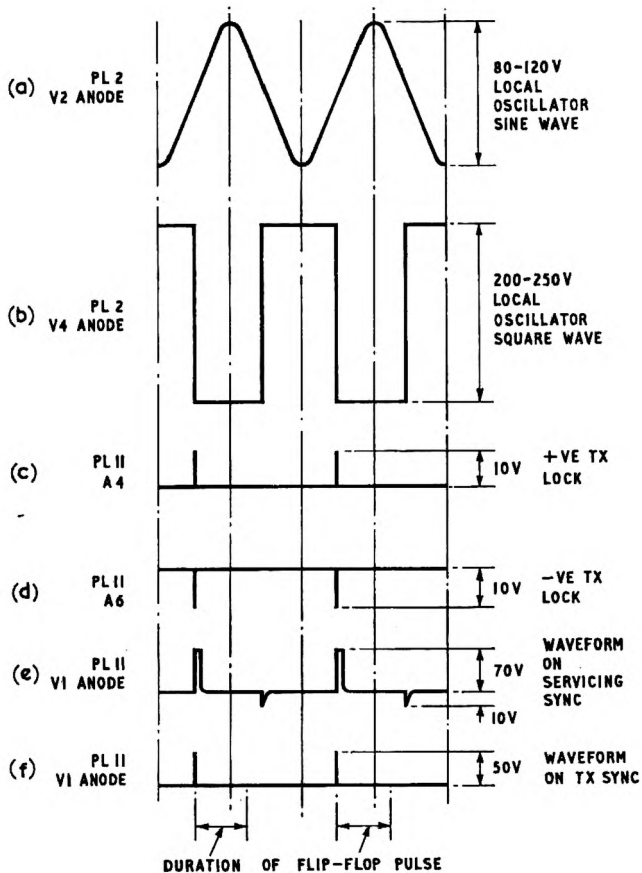 (a) PL 2
V2 ANODE
80-120V
LOCAL
OSCILLATOR
SINE WAVE
(b) PL 2
V4 ANODE
200-250V
LOCAL
OSCILLATOR
SQUARE WAVE
(c) PL II
A4
10V
+VE TX
LOCK
(d) PL II
A6
10V
-VE TX
LOCK
(e) PL II
V1 ANODE
70V
10V
WAVEFORM
ON
SERVICING
SYNC
(f) PL II
V1 ANODE
50V
WAVEFORM
ON TX SYNC
DURATION OF FLIP-FLOP PULSE